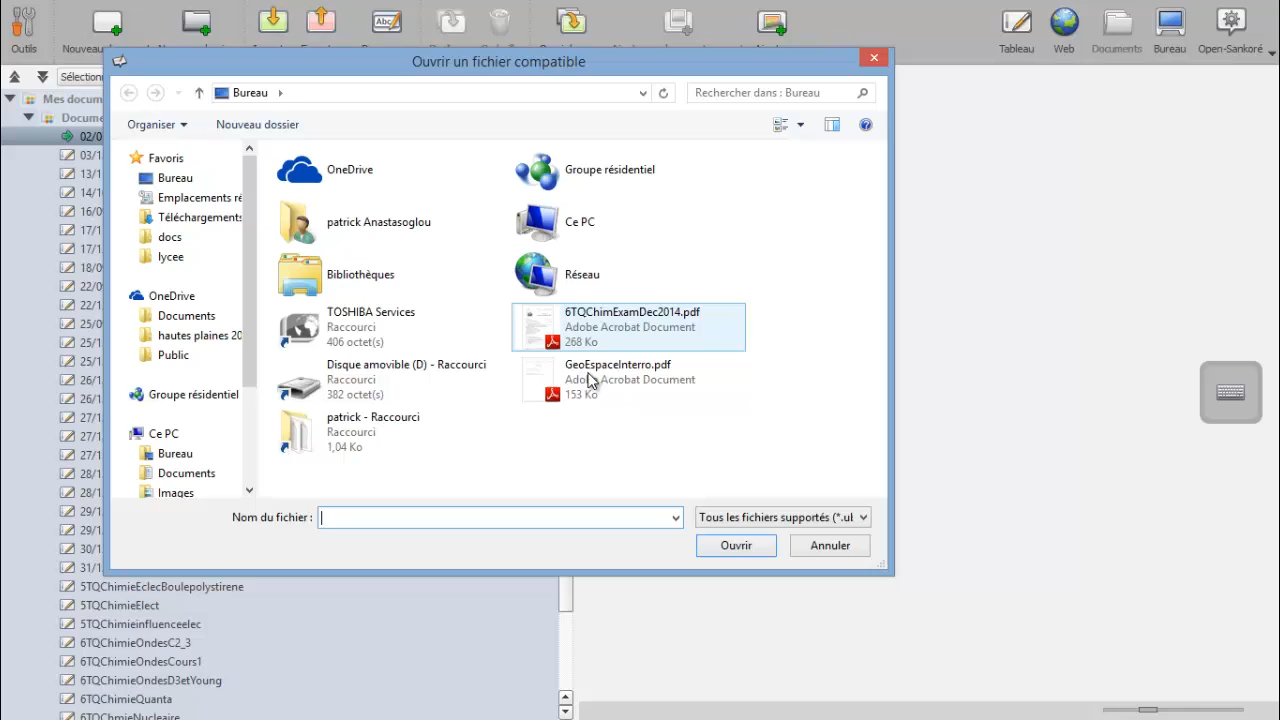 Outils
Tableau
Web
Documents
Bureau
Open-Sankoré
Ouvrir un fichier compatible
Bureau
Rechercher dans : Bureau
Organiser
Nouveau dossier
Mes docum
Docume
02/0
03/1
13/1
14/1
16/0
17/1
17/1
18/0
22/0
22/1
25/0
25/1
25/1
26/1
26/1
27/1
27/1
28/1
28/1
29/1
29/1
30/1
31/1
5TQChimieEclecBoulepolystirene
5TQChimieElect
5TQChimieinfluenceelec
6TQChimieOndesC2_3
6TQChimieOndesCours1
6TQChimieOndesD3etYoung
6TQChimieQuanta
6TQChmieNucleaire
Favoris
Bureau
Emplacements ré
Téléchargements
docs
lycee
OneDrive
Documents
hautes plaines 20
Public
Groupe résidentiel
Ce PC
Bureau
Documents
Images
OneDrive
Groupe résidentiel
patrick Anastasoglou
Ce PC
Bibliothèques
Réseau
TOSHIBA Services
Raccourci
406 octet(s)
6TQChimExamDec2014.pdf
Adobe Acrobat Document
268 Ko
Disque amovible (D) - Raccourci
Raccourci
382 octet(s)
GeoEspaceInterro.pdf
Adobe Acrobat Document
153 Ko
patrick - Raccourci
Raccourci
1,04 Ko
Nom du fichier :
Tous les fichiers supportés (*.ul
Ouvrir
Annuler